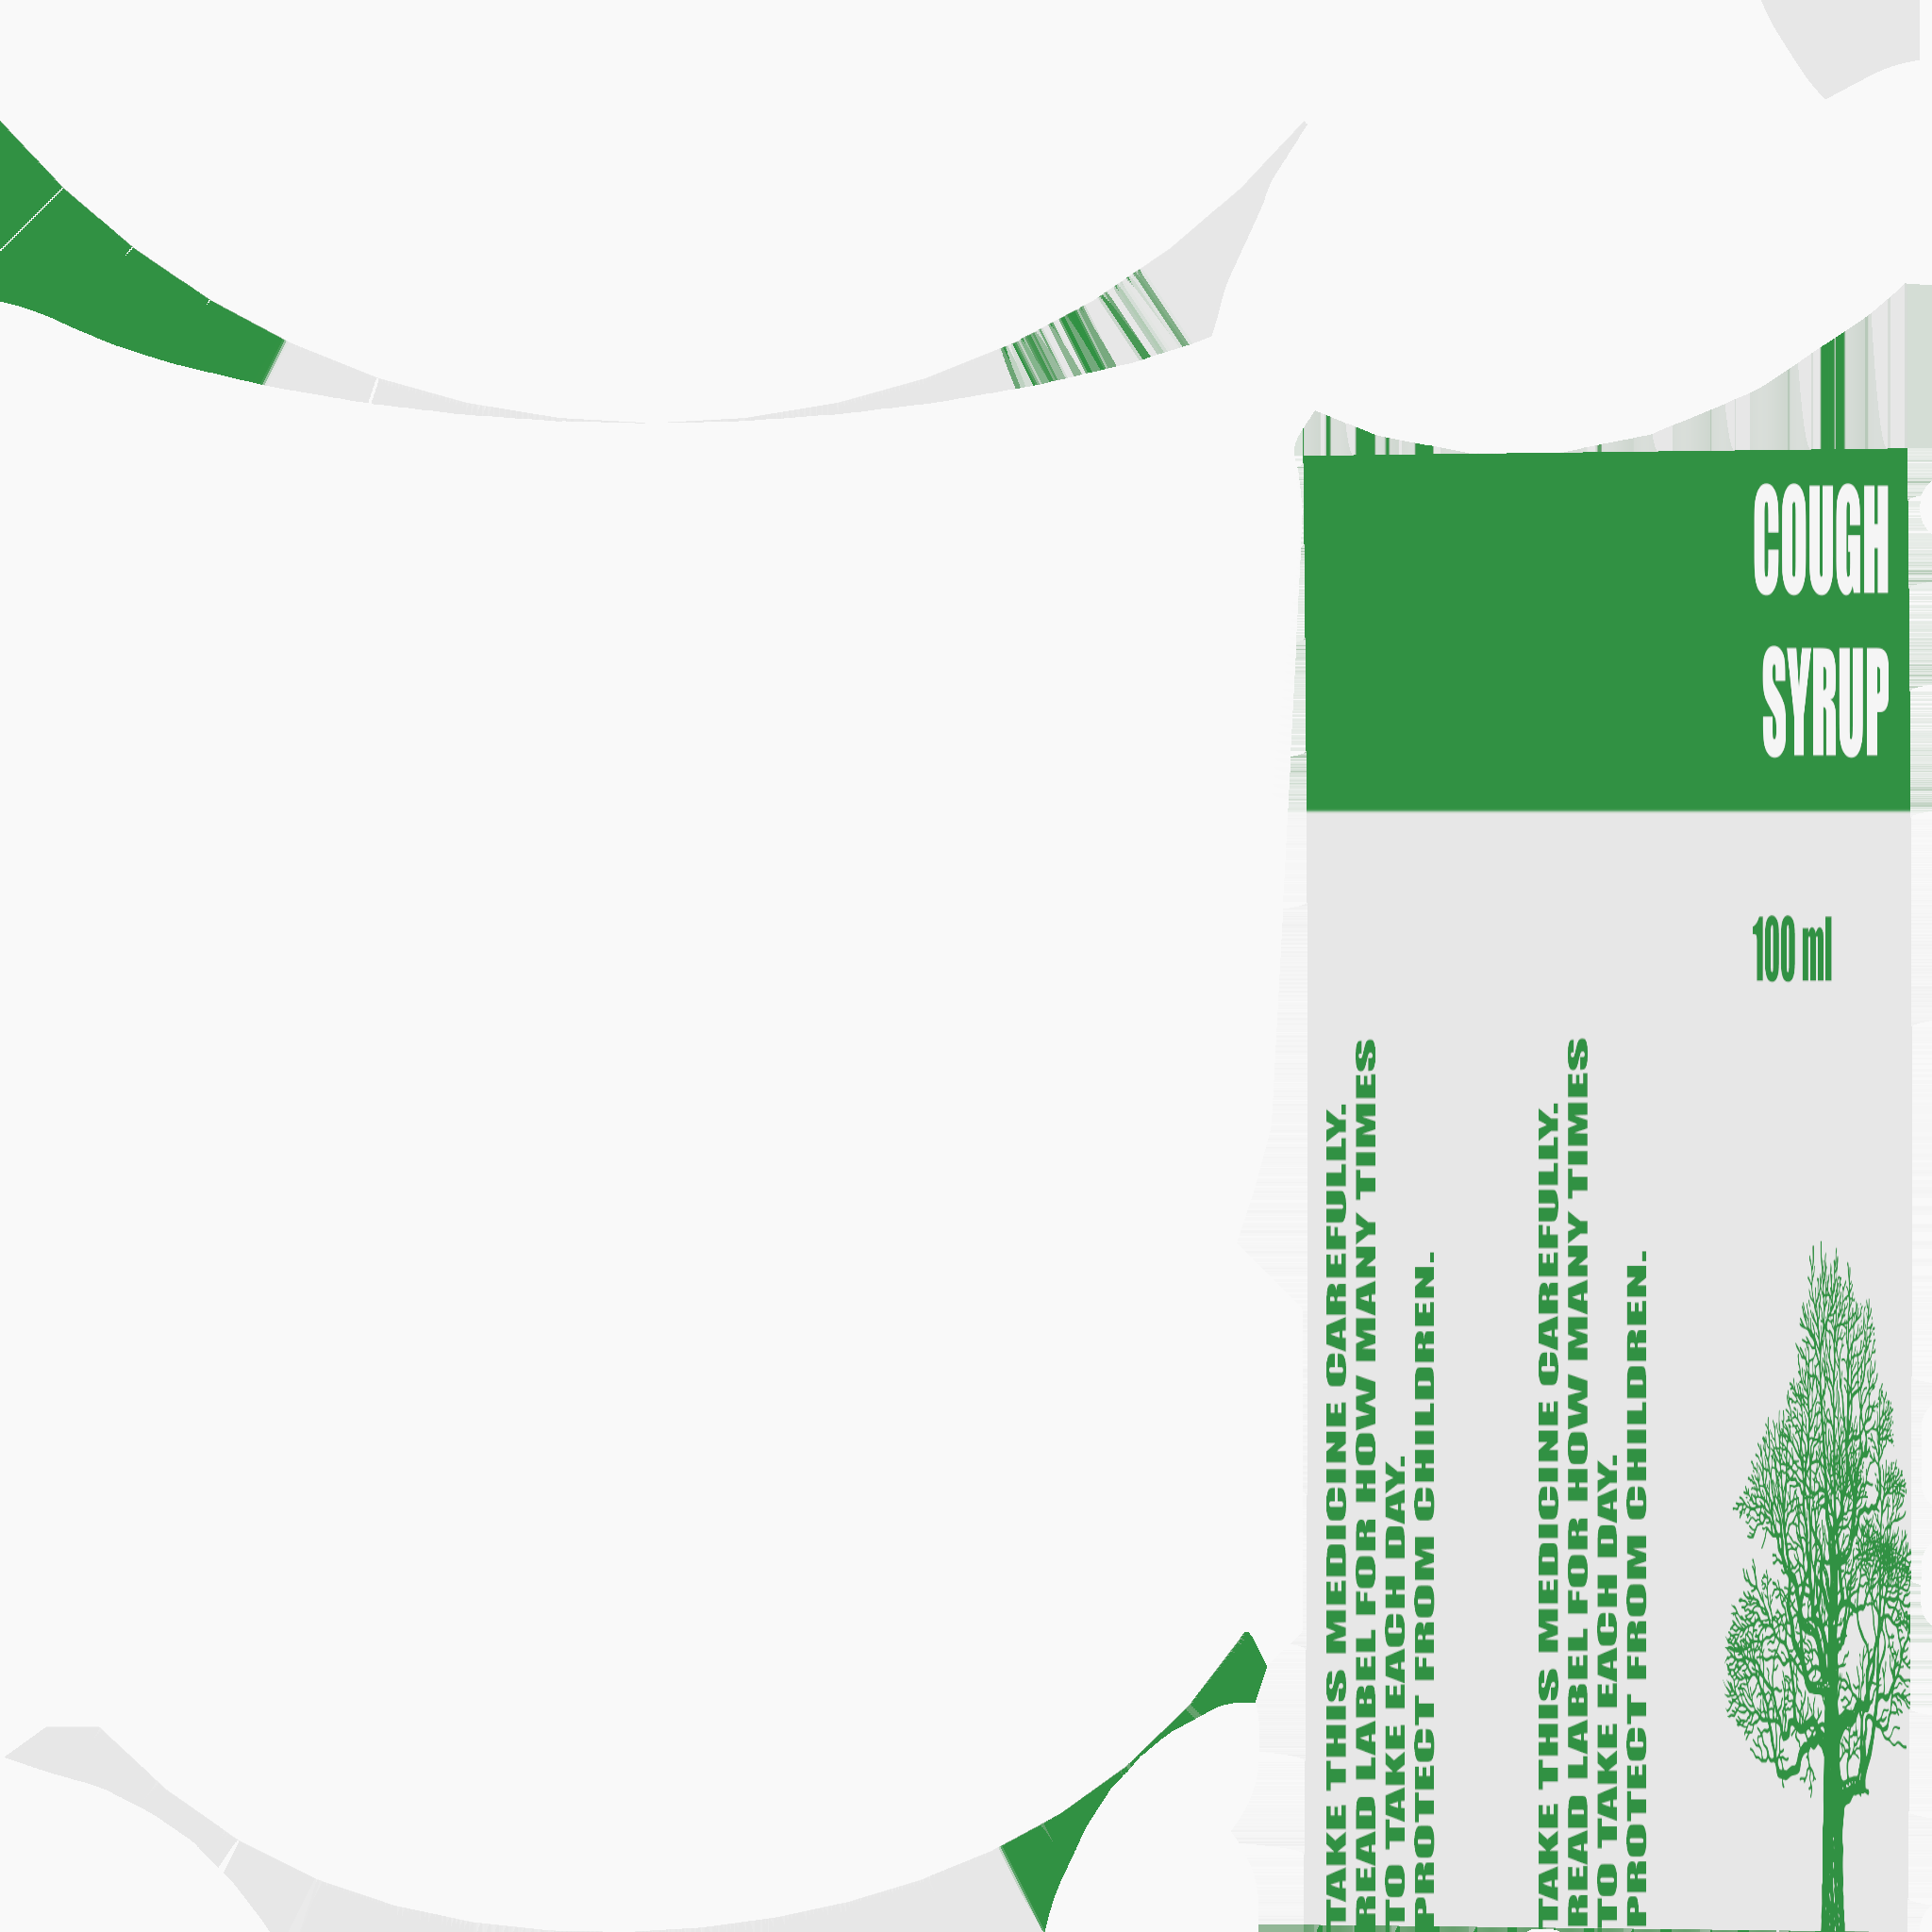 COUGH
SYRUP
100 ml
TAKE THIS MEDICINE CAREFULLY.
READ LABEL FOR HOW MANY TIMES
TO TAKE EACH DAY.
PROTECT FROM CHILDREN.
TAKE THIS MEDICINE CAREFULLY.
READ LABEL FOR HOW MANY TIMES
TO TAKE EACH DAY.
PROTECT FROM CHILDREN.